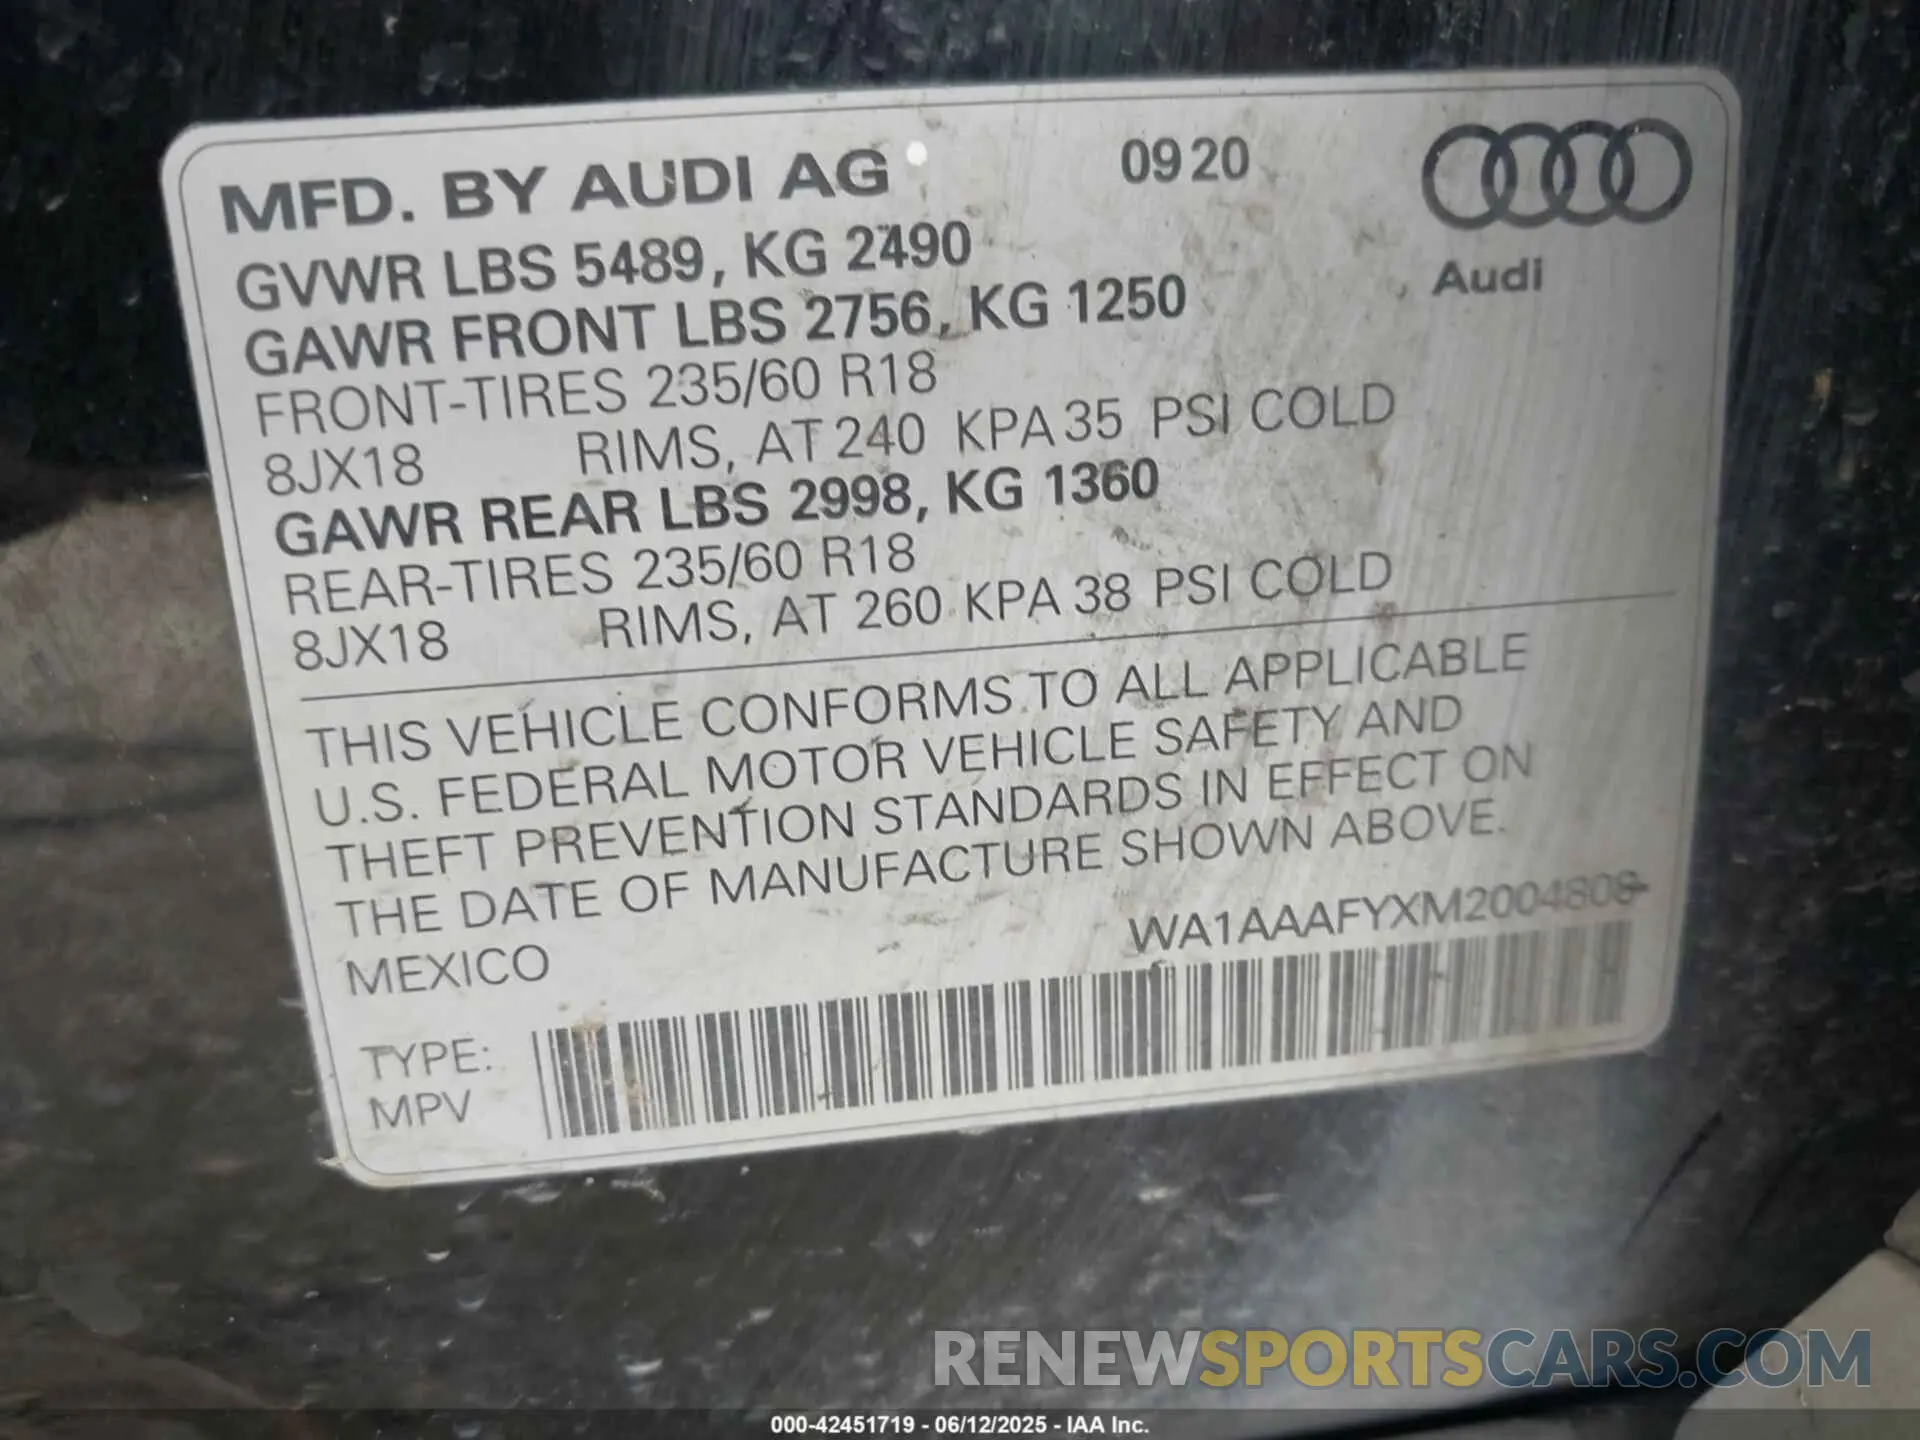 MFD. BY AUDI AG 09 20
GVWR LBS 5489, KG 2490
Audi
GAWR FRONT LBS 2756, KG 1250
FRONT-TIRES 235/60 R18
8JX18 RIMS, AT 240 KPA 35 PSI COLD
GAWR REAR LBS 2998, KG 1360
REAR-TIRES 235/60 R18
8JX18 RIMS, AT 260 KPA 38 PSI COLD
THIS VEHICLE CONFORMS TO ALL APPLICABLE
U.S. FEDERAL MOTOR VEHICLE SAFETY AND
THEFT PREVENTION STANDARDS IN EFFECT ON
THE DATE OF MANUFACTURE SHOWN ABOVE.
MEXICO WA1AAAFYXM2004808
TYPE:
MPV
RENEWSPORTSCARS.COM
000-42451719 - 06/12/2025 - IAA Inc.